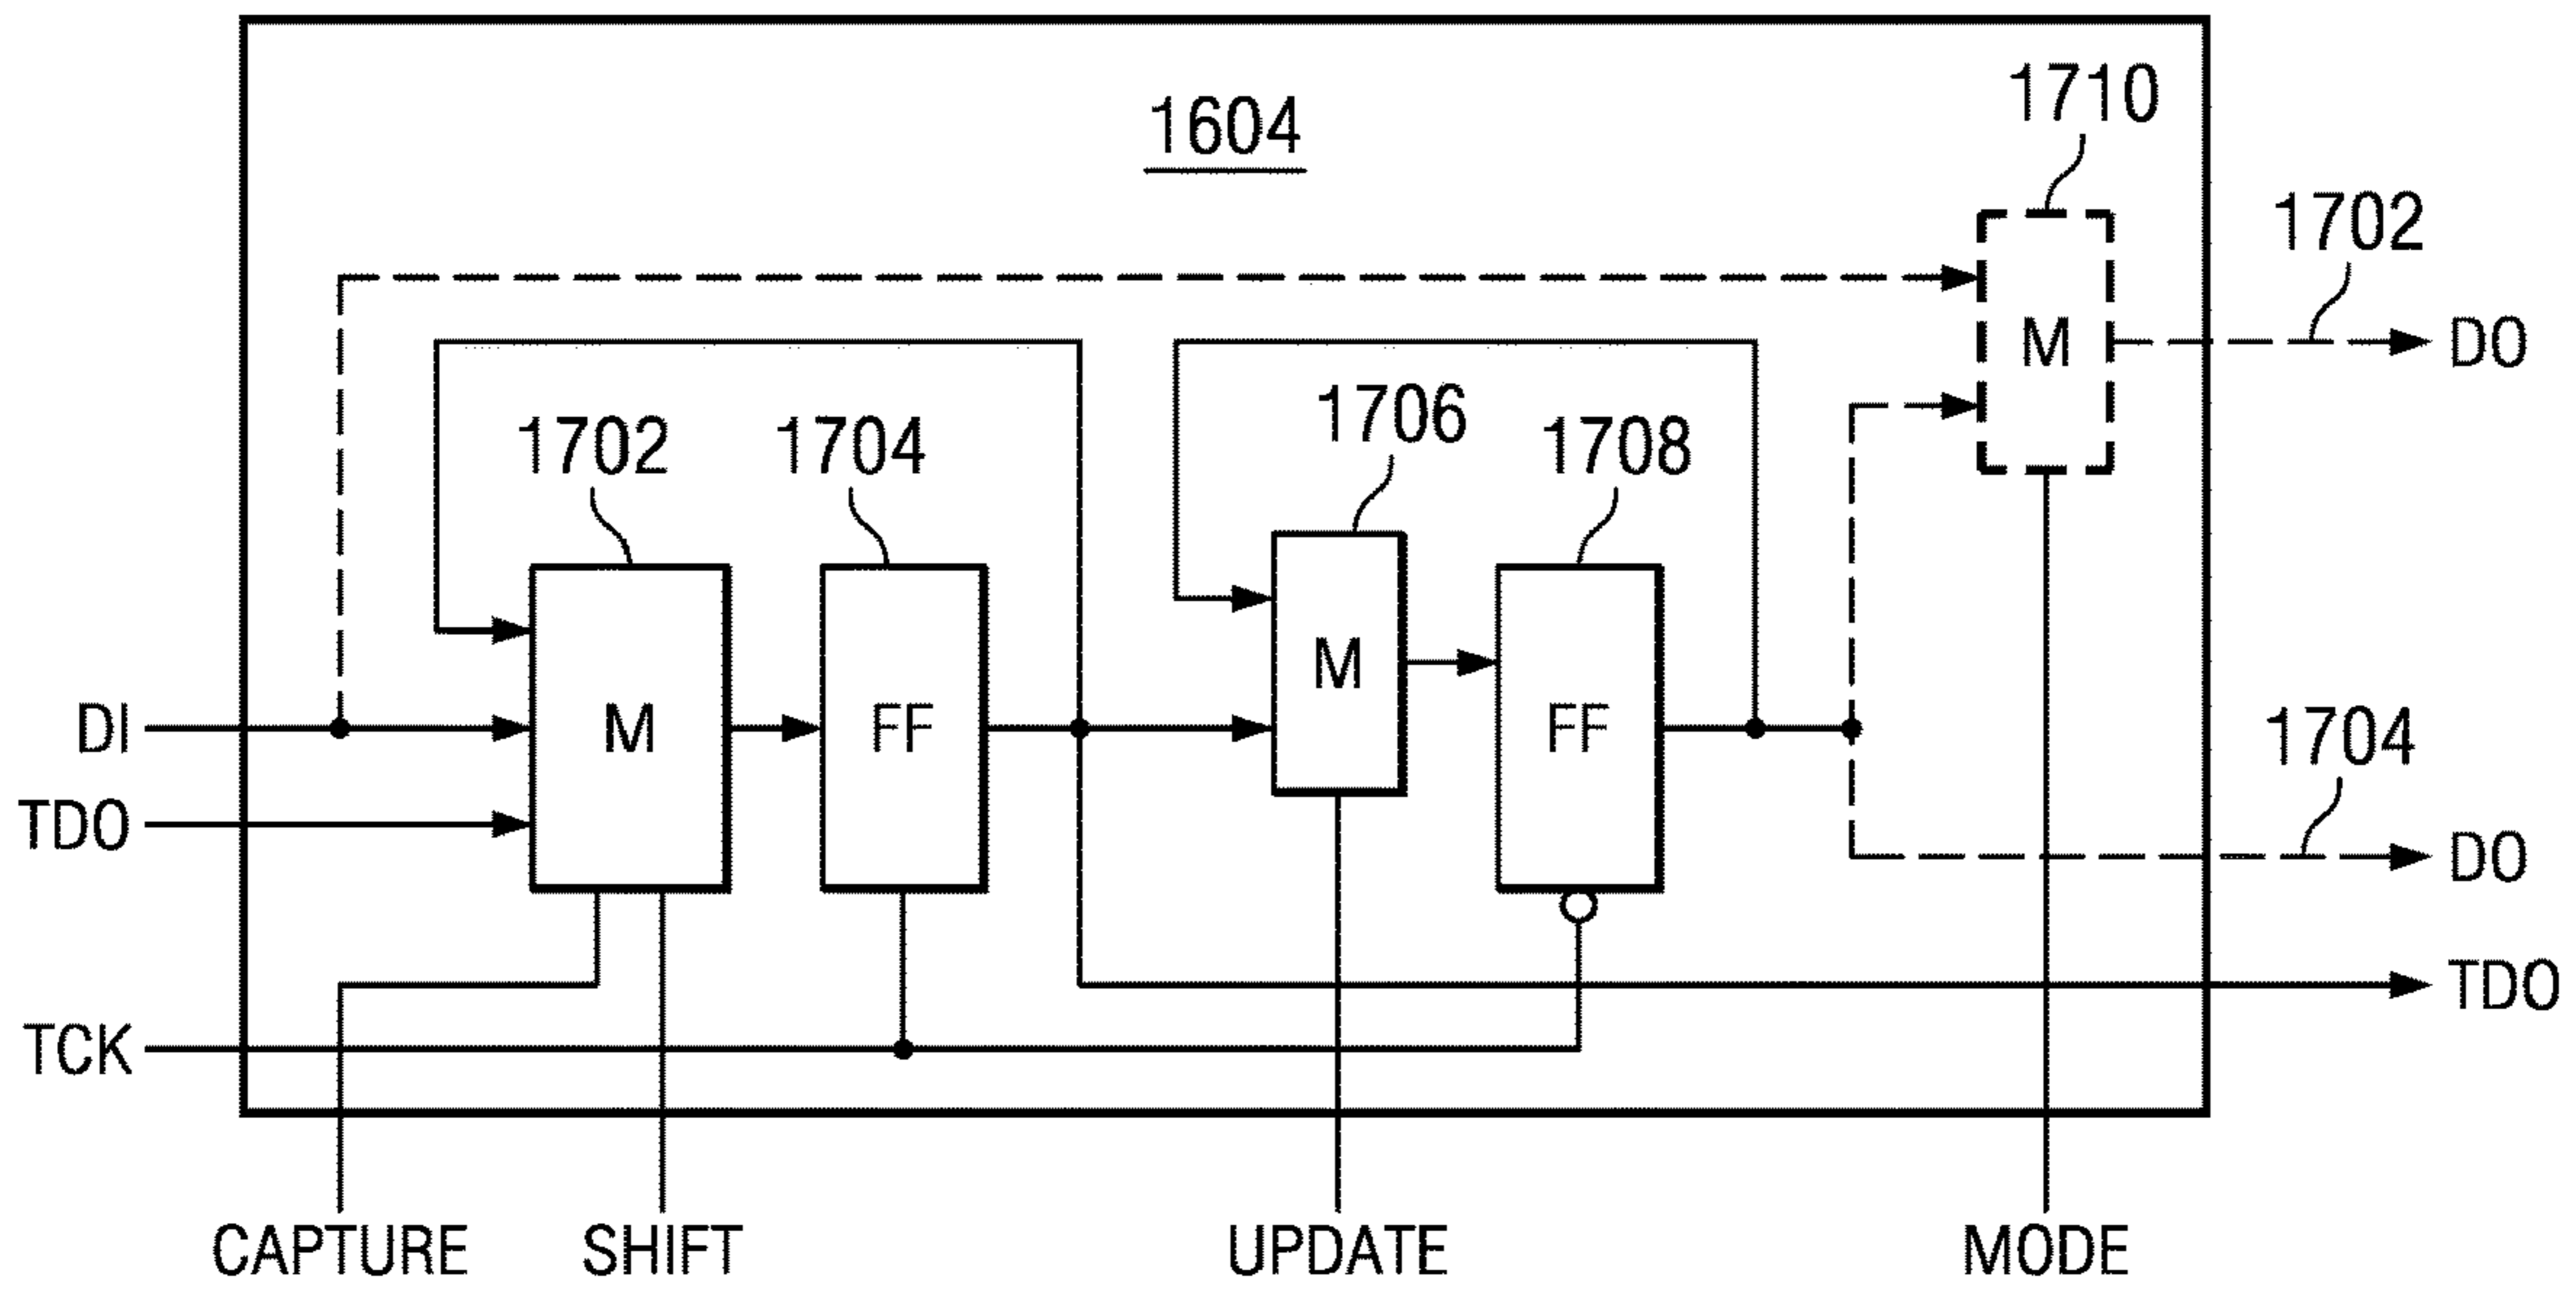 1710
1604
1702
DO
1706
1702
1704
1708
M
M
M
FF
FF
DI
1704
TDO
DO
TDO
TCK
CAPTURE
SHIFT
UPDATE
MODE